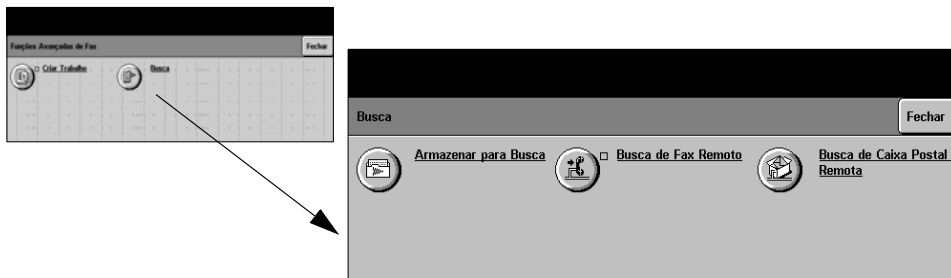 Funções Avançadas de Fax
Fechar
Criar Trabalho
Busca
Busca
Fechar
Armazenar para Busca
Busca de Fax Remoto
Busca de Caixa Postal
Remota